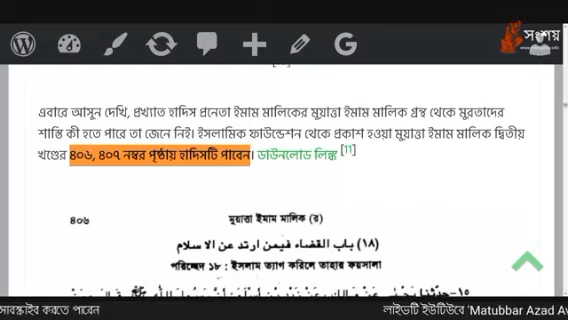 সংশয়
এবারে আসুন দেখি, প্রখ্যাত হাদিস প্রনেতা ইমাম মালিকের মুয়াত্তা ইমাম মালিক গ্রন্থ থেকে মুরতাদের
শাস্তি কী হতে পারে তা জেনে নিই। ইসলামিক ফাউন্ডেশন থেকে প্রকাশ হওয়া মুয়াত্তা ইমাম মালিক দ্বিতীয়
খণ্ডের ৪০৬, ৪০৭ নম্বর পৃষ্ঠায় হাদিসটি পাবেন। ডাউনলোড লিঙ্ক [11]
৪০৬ মুয়াত্তা ইমাম মালিক (র)
(١٨) باب القضاء فيمن ارتد عن الاسلام
পরিচ্ছেদ ১৮ : ইসলাম ত্যাগ করিলে তাহার ফয়সালা
সাবস্ক্রাইব করতে পারেন লাইভটি ইউটিউবে 'Matubbar Azad